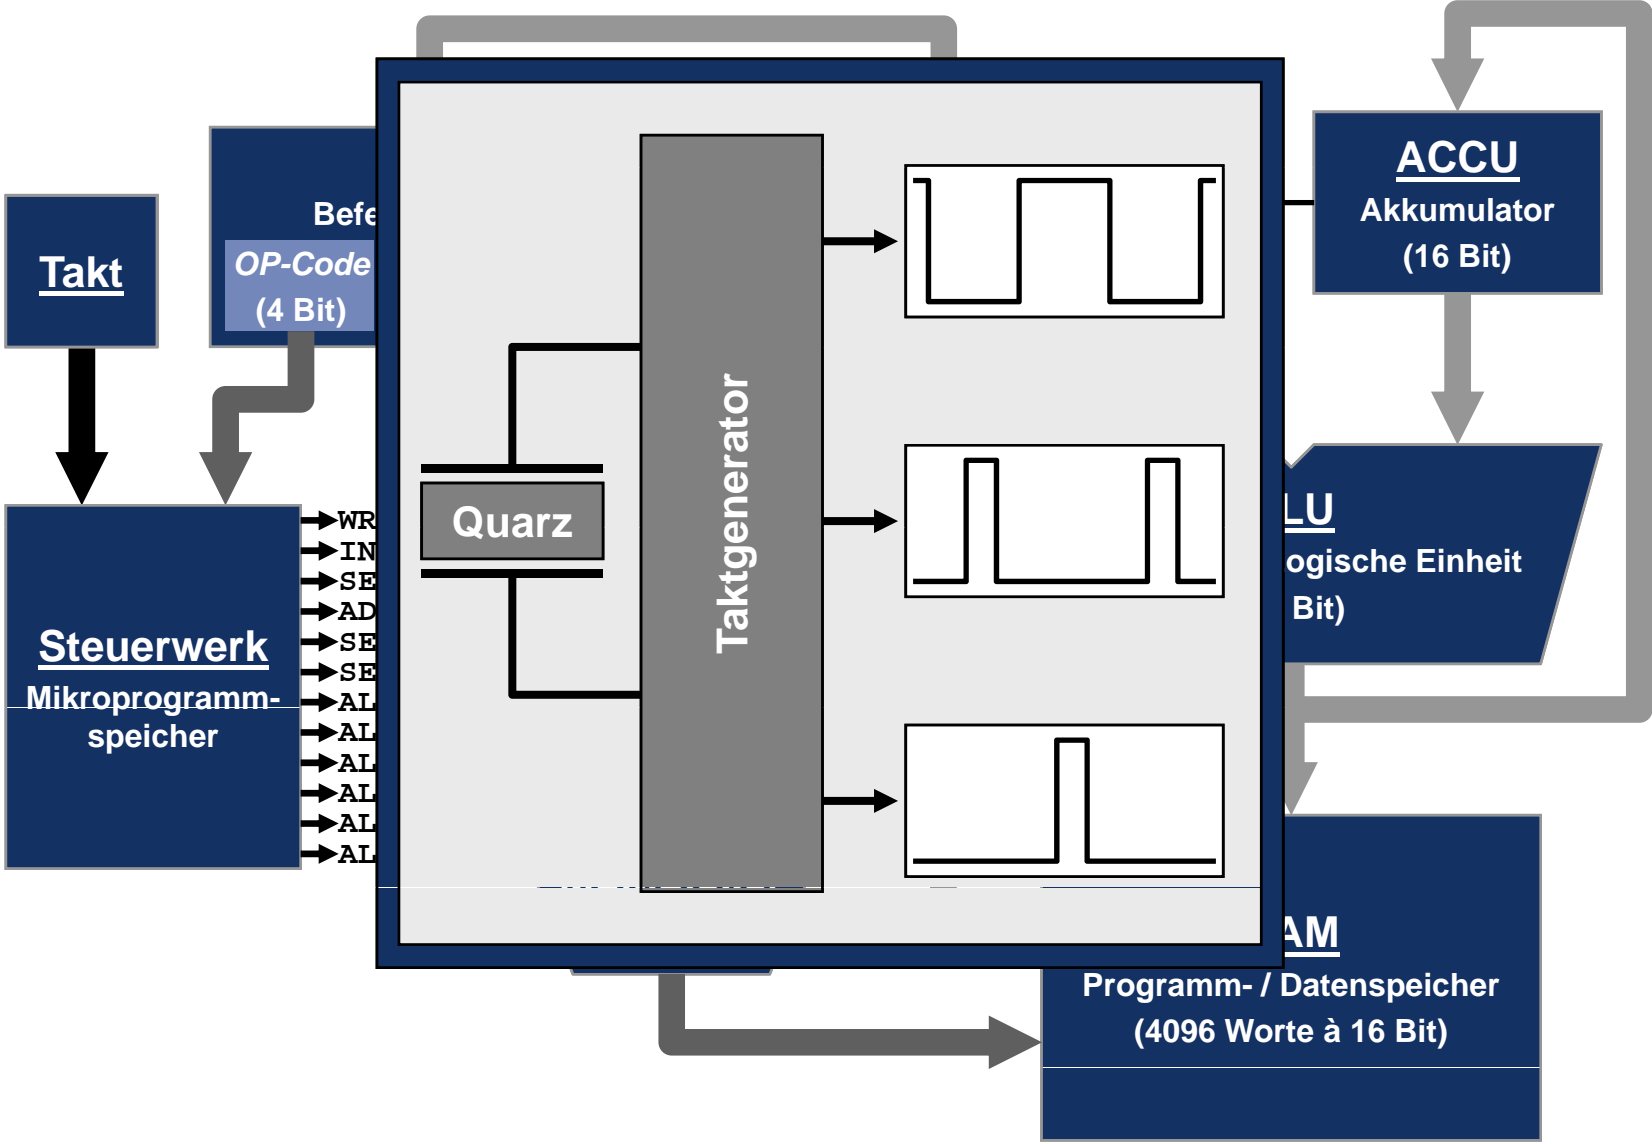 Takt
Befe
OP-Code
(4 Bit)
Steuerwerk
Mikroprogramm-
speicher
WR
IN
SE
AD
SE
SE
AL
AL
AL
AL
AL
AL
Quarz
Taktgenerator
ACCU
Akkumulator
(16 Bit)
LU
ogische Einheit
Bit)
AM
Programm- / Datenspeicher
(4096 Worte à 16 Bit)